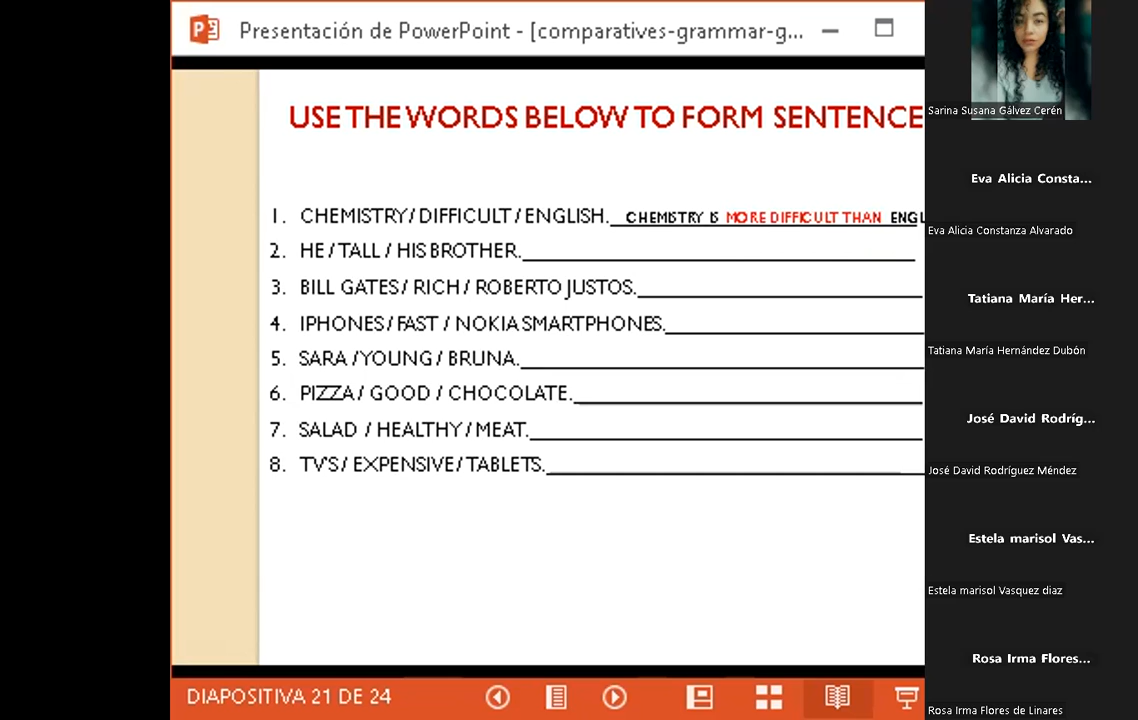 Presentación de PowerPoint - [comparatives-grammar-g...
USE THE WORDS BELOW TO FORM SENTENCE
1. CHEMISTRY / DIFFICULT / ENGLISH. CHEMISTRY IS MORE DIFFICULT THAN ENGL
2. HE / TALL / HIS BROTHER.
3. BILL GATES / RICH / ROBERTO JUSTOS.
4. IPHONES / FAST / NOKIA SMARTPHONES.
5. SARA / YOUNG / BRUNA.
6. PIZZA / GOOD / CHOCOLATE.
7. SALAD / HEALTHY / MEAT.
8. TV'S / EXPENSIVE / TABLETS.
DIAPOSITIVA 21 DE 24
Sarina Susana Gálvez Cerén
Eva Alicia Consta...
Eva Alicia Constanza Alvarado
Tatiana María Her...
Tatiana María Hernández Dubón
José David Rodríg...
José David Rodríguez Méndez
Estela marisol Vas...
Estela marisol Vasquez diaz
Rosa Irma Flores...
Rosa Irma Flores de Linares